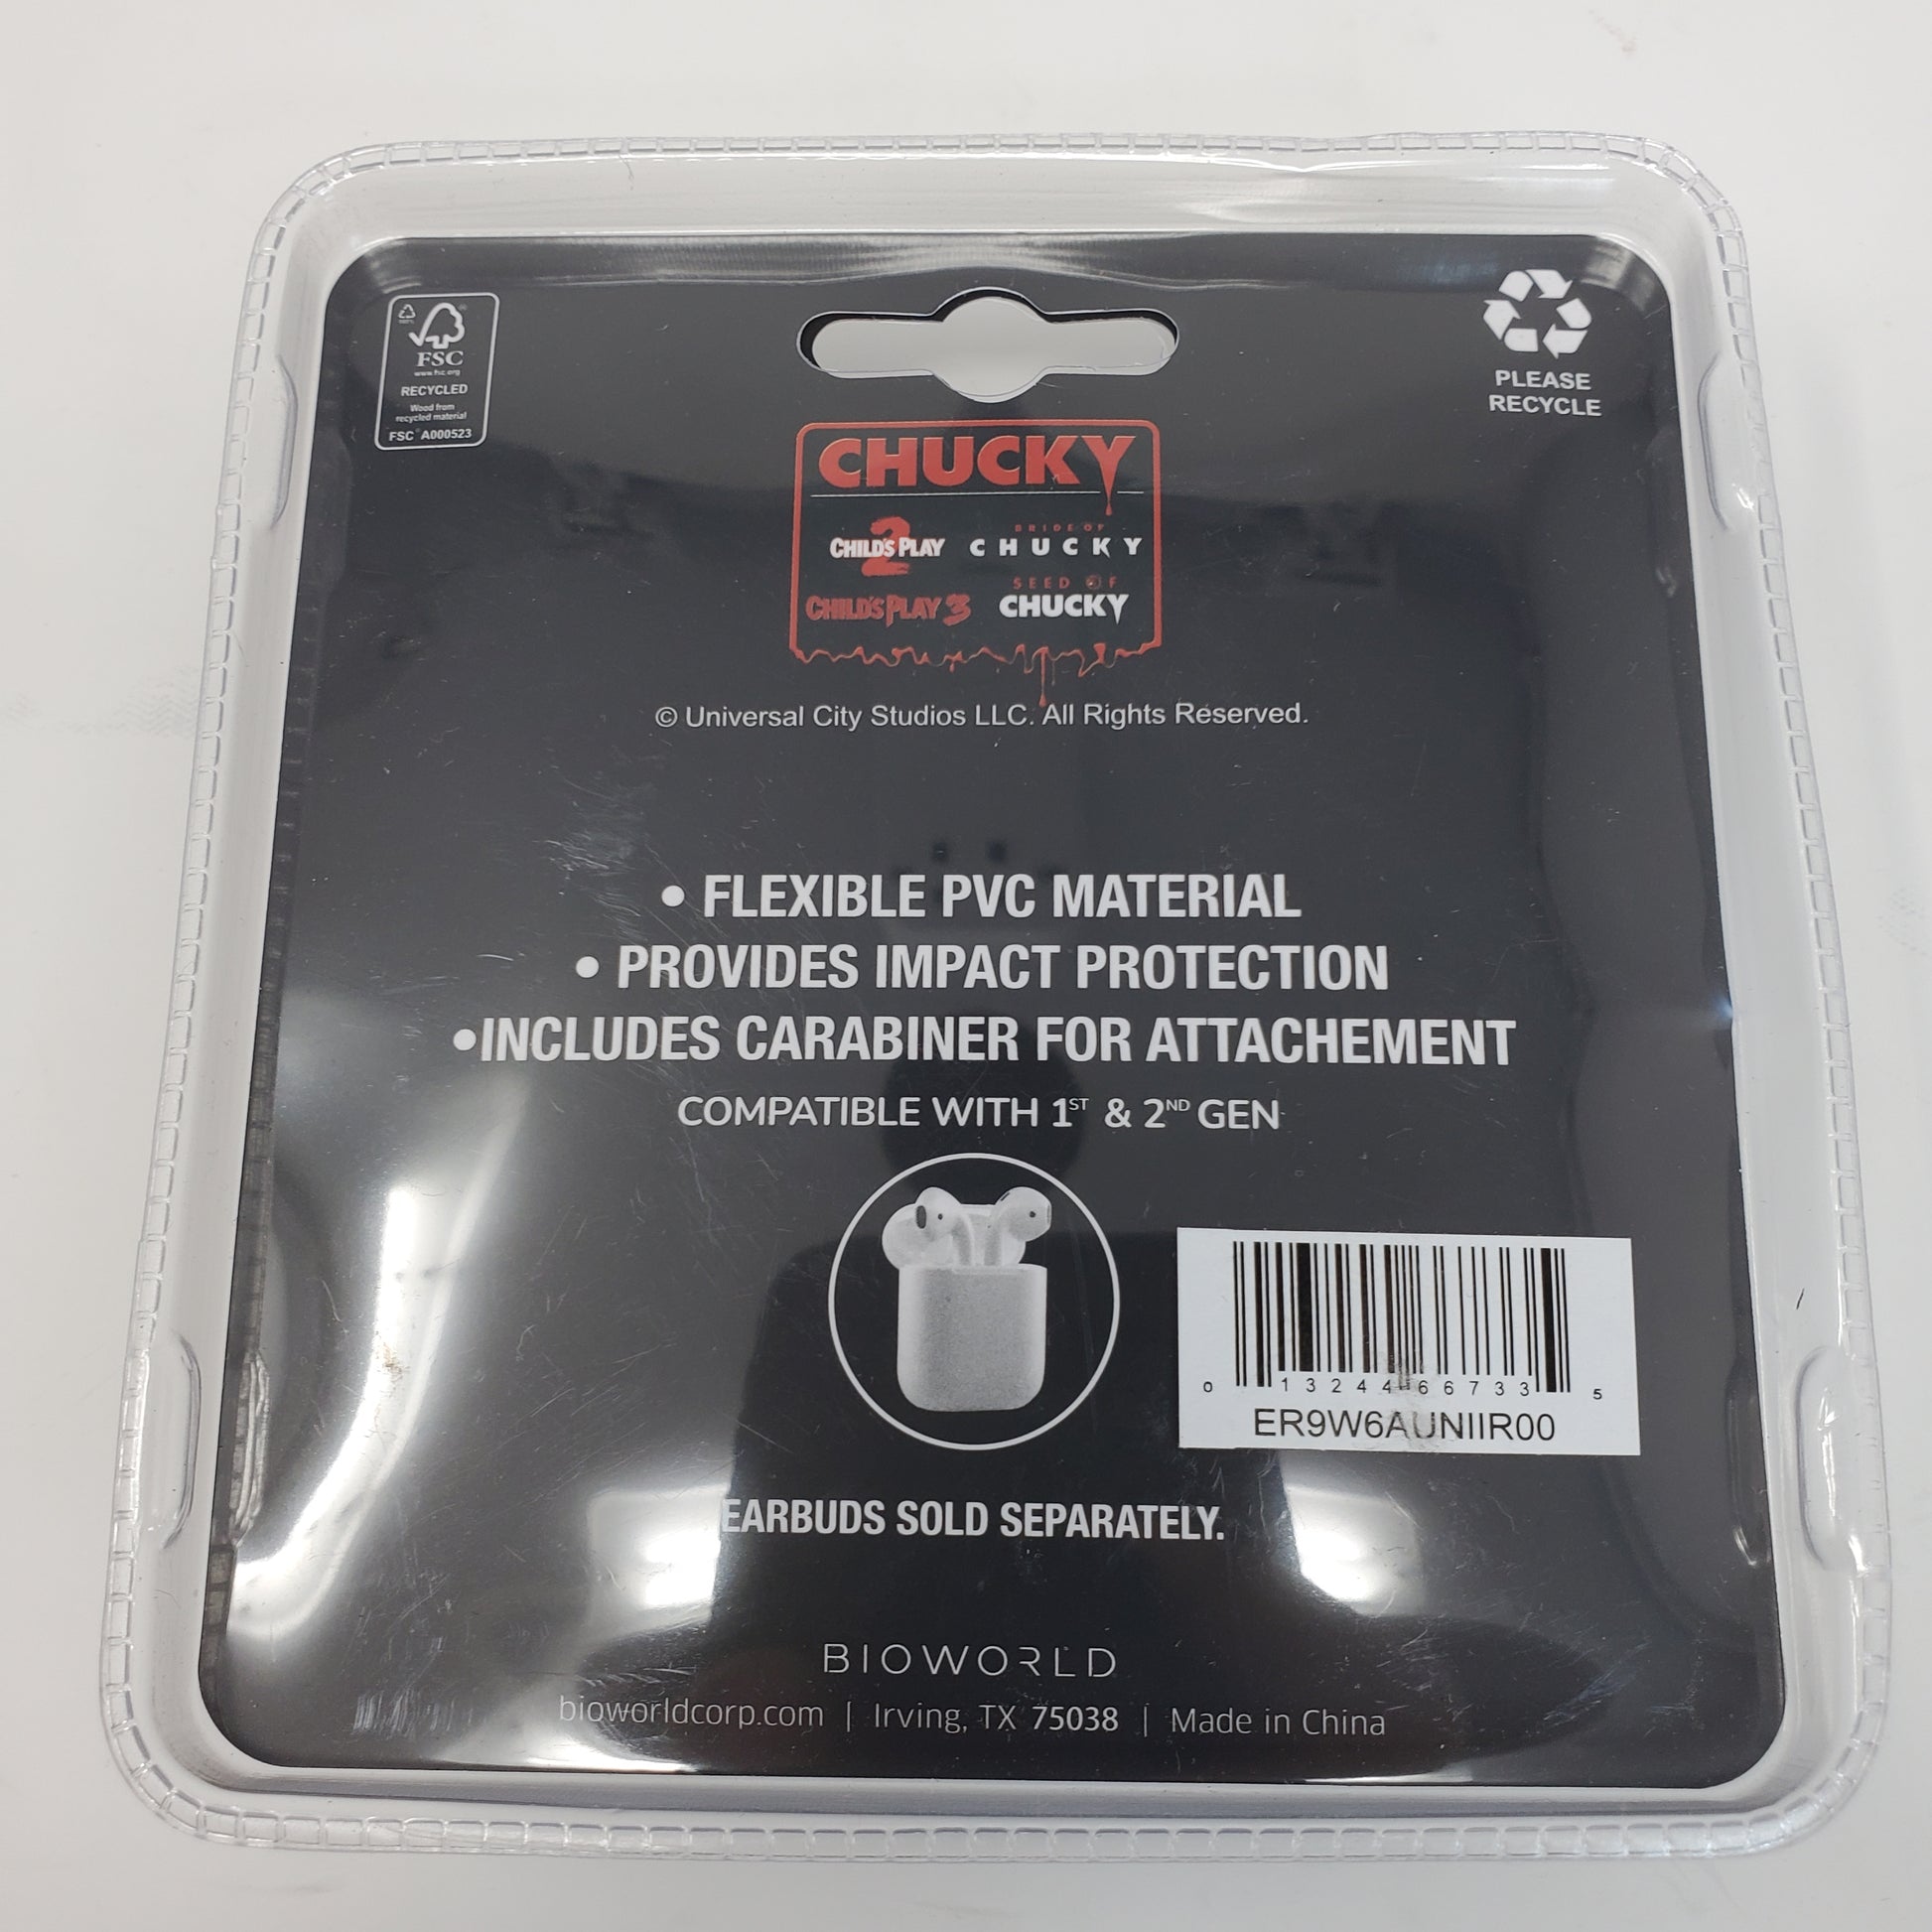 FSC
www.fsc.org
RECYCLED
Wood from
recycled material
FSC® A000523
PLEASE
RECYCLE
CHUCKY
CHILD'S PLAY 2
BRIDE OF
CHUCKY
CHILD'S PLAY 3
SEED OF
CHUCKY
© Universal City Studios LLC. All Rights Reserved.
• FLEXIBLE PVC MATERIAL
• PROVIDES IMPACT PROTECTION
•INCLUDES CARABINER FOR ATTACHEMENT
COMPATIBLE WITH 1ST & 2ND GEN
0 13244 66733 5
ER9W6AUNIIR00
EARBUDS SOLD SEPARATELY.
BIOWORLD
bioworldcorp.com | Irving, TX 75038 | Made in China